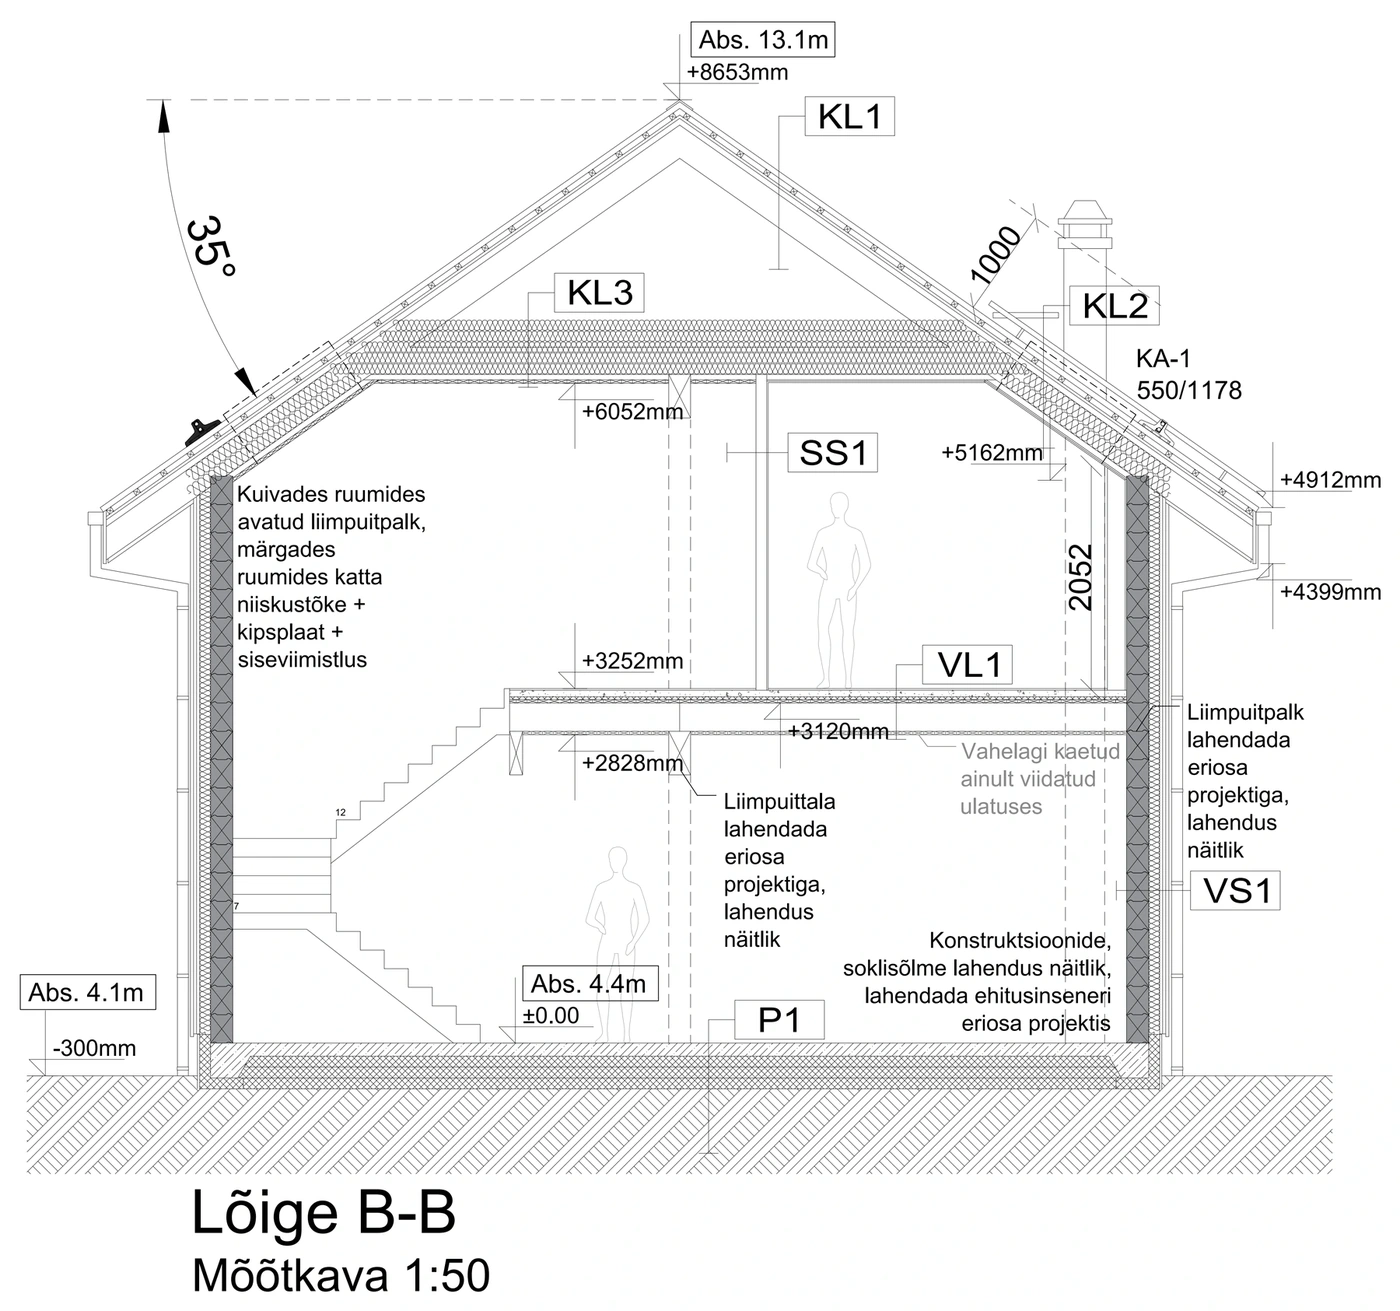 Abs. 13.1m
+8653mm
KL1
35°
1000
KL3
KL2
KA-1
550/1178
+6052mm
SS1
+5162mm
+4912mm
Kuivades ruumides
avatud liimpuitpalk,
märgades
ruumides katta
niiskustõke +
kipsplaat +
siseviimistlus
2052
+4399mm
+3252mm
VL1
+3120mm
+2828mm
Vahelagi kaetud
ainult viidatud
ulatuses
Liimpuitpalk
lahendada
eriosa
projektiga,
lahendus
näitlik
12
Liimpuittala
lahendada
eriosa
projektiga,
lahendus
näitlik
VS1
7
Konstruktsioonide,
soklisõlme lahendus näitlik,
lahendada ehitusinseneri
eriosa projektis
Abs. 4.1m
-300mm
Abs. 4.4m
±0.00
P1
Lõige B-B
Mõõtkava 1:50